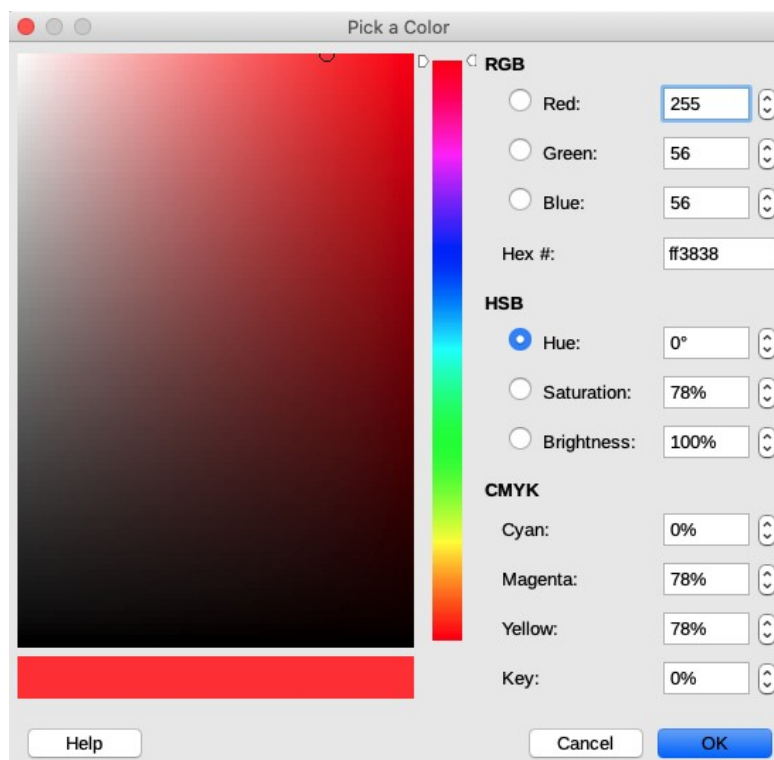 Pick a Color
RGB
Red: 255
Green: 56
Blue: 56
Hex #: ff3838
HSB
Hue: 0°
Saturation: 78%
Brightness: 100%
CMYK
Cyan: 0%
Magenta: 78%
Yellow: 78%
Key: 0%
Help Cancel OK